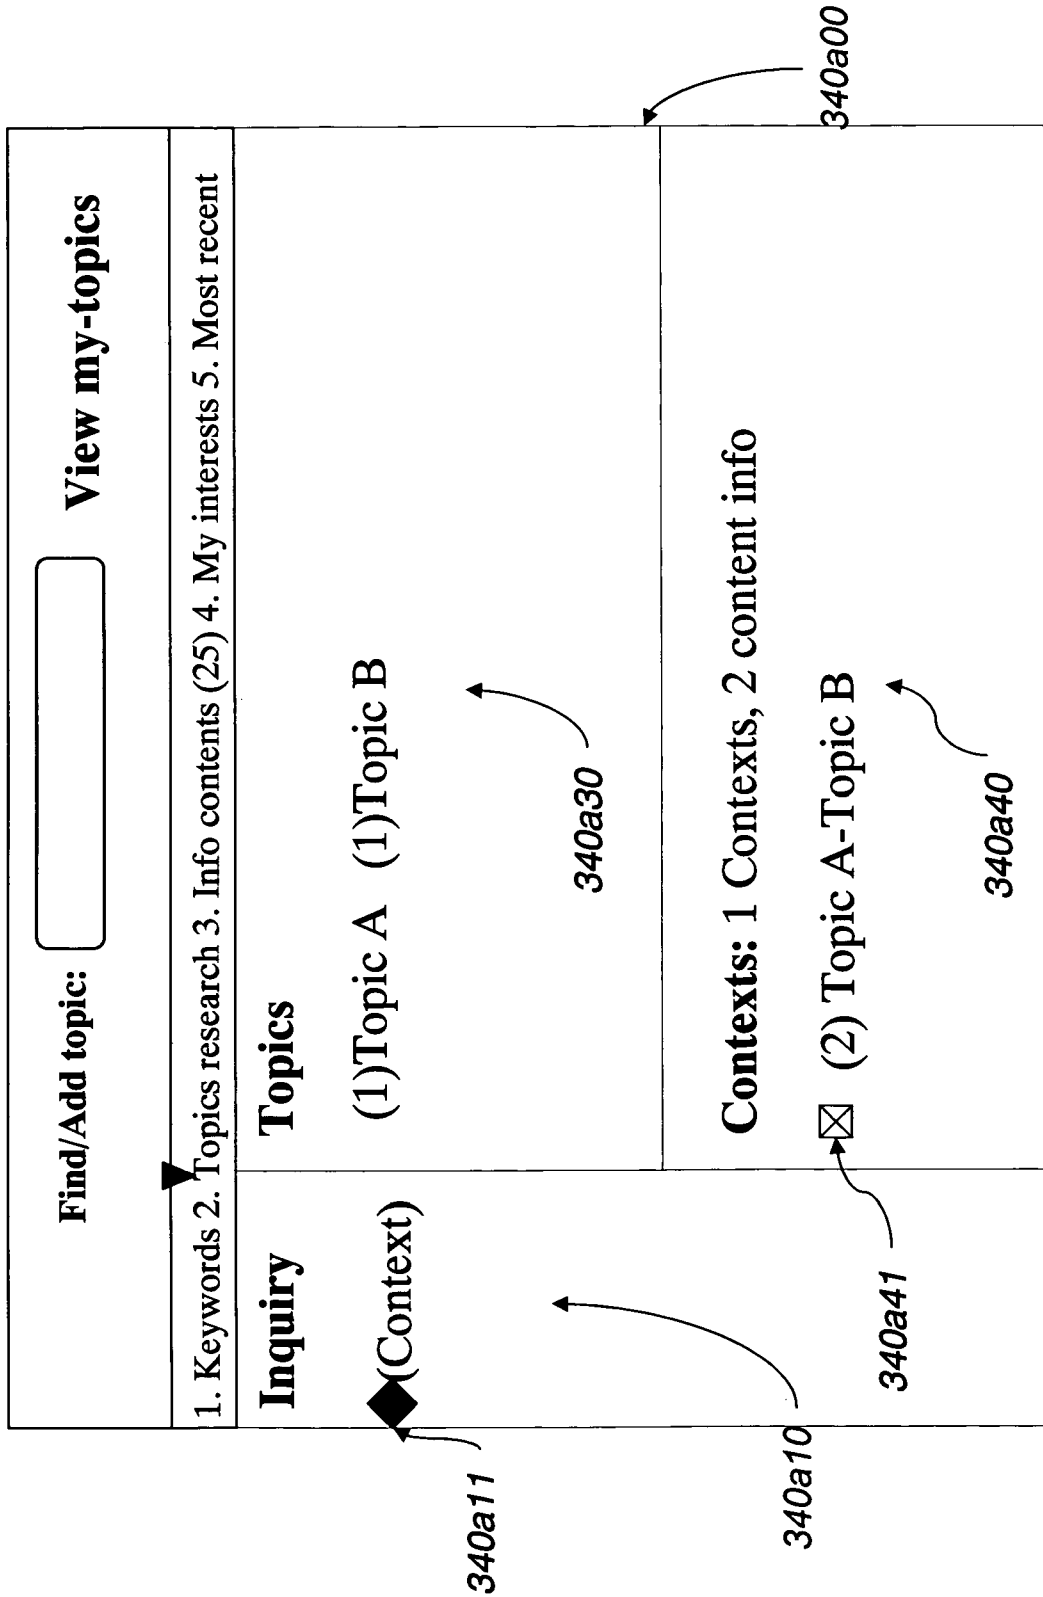 Find/Add topic: View my-topics
1. Keywords 2. Topics research 3. Info contents (25) 4. My interests 5. Most recent
Inquiry
(Context)
Topics
(1)Topic A (1)Topic B
Contexts: 1 Contexts, 2 content info
(2) Topic A-Topic B
340a11
340a10
340a41
340a30
340a40
340a00